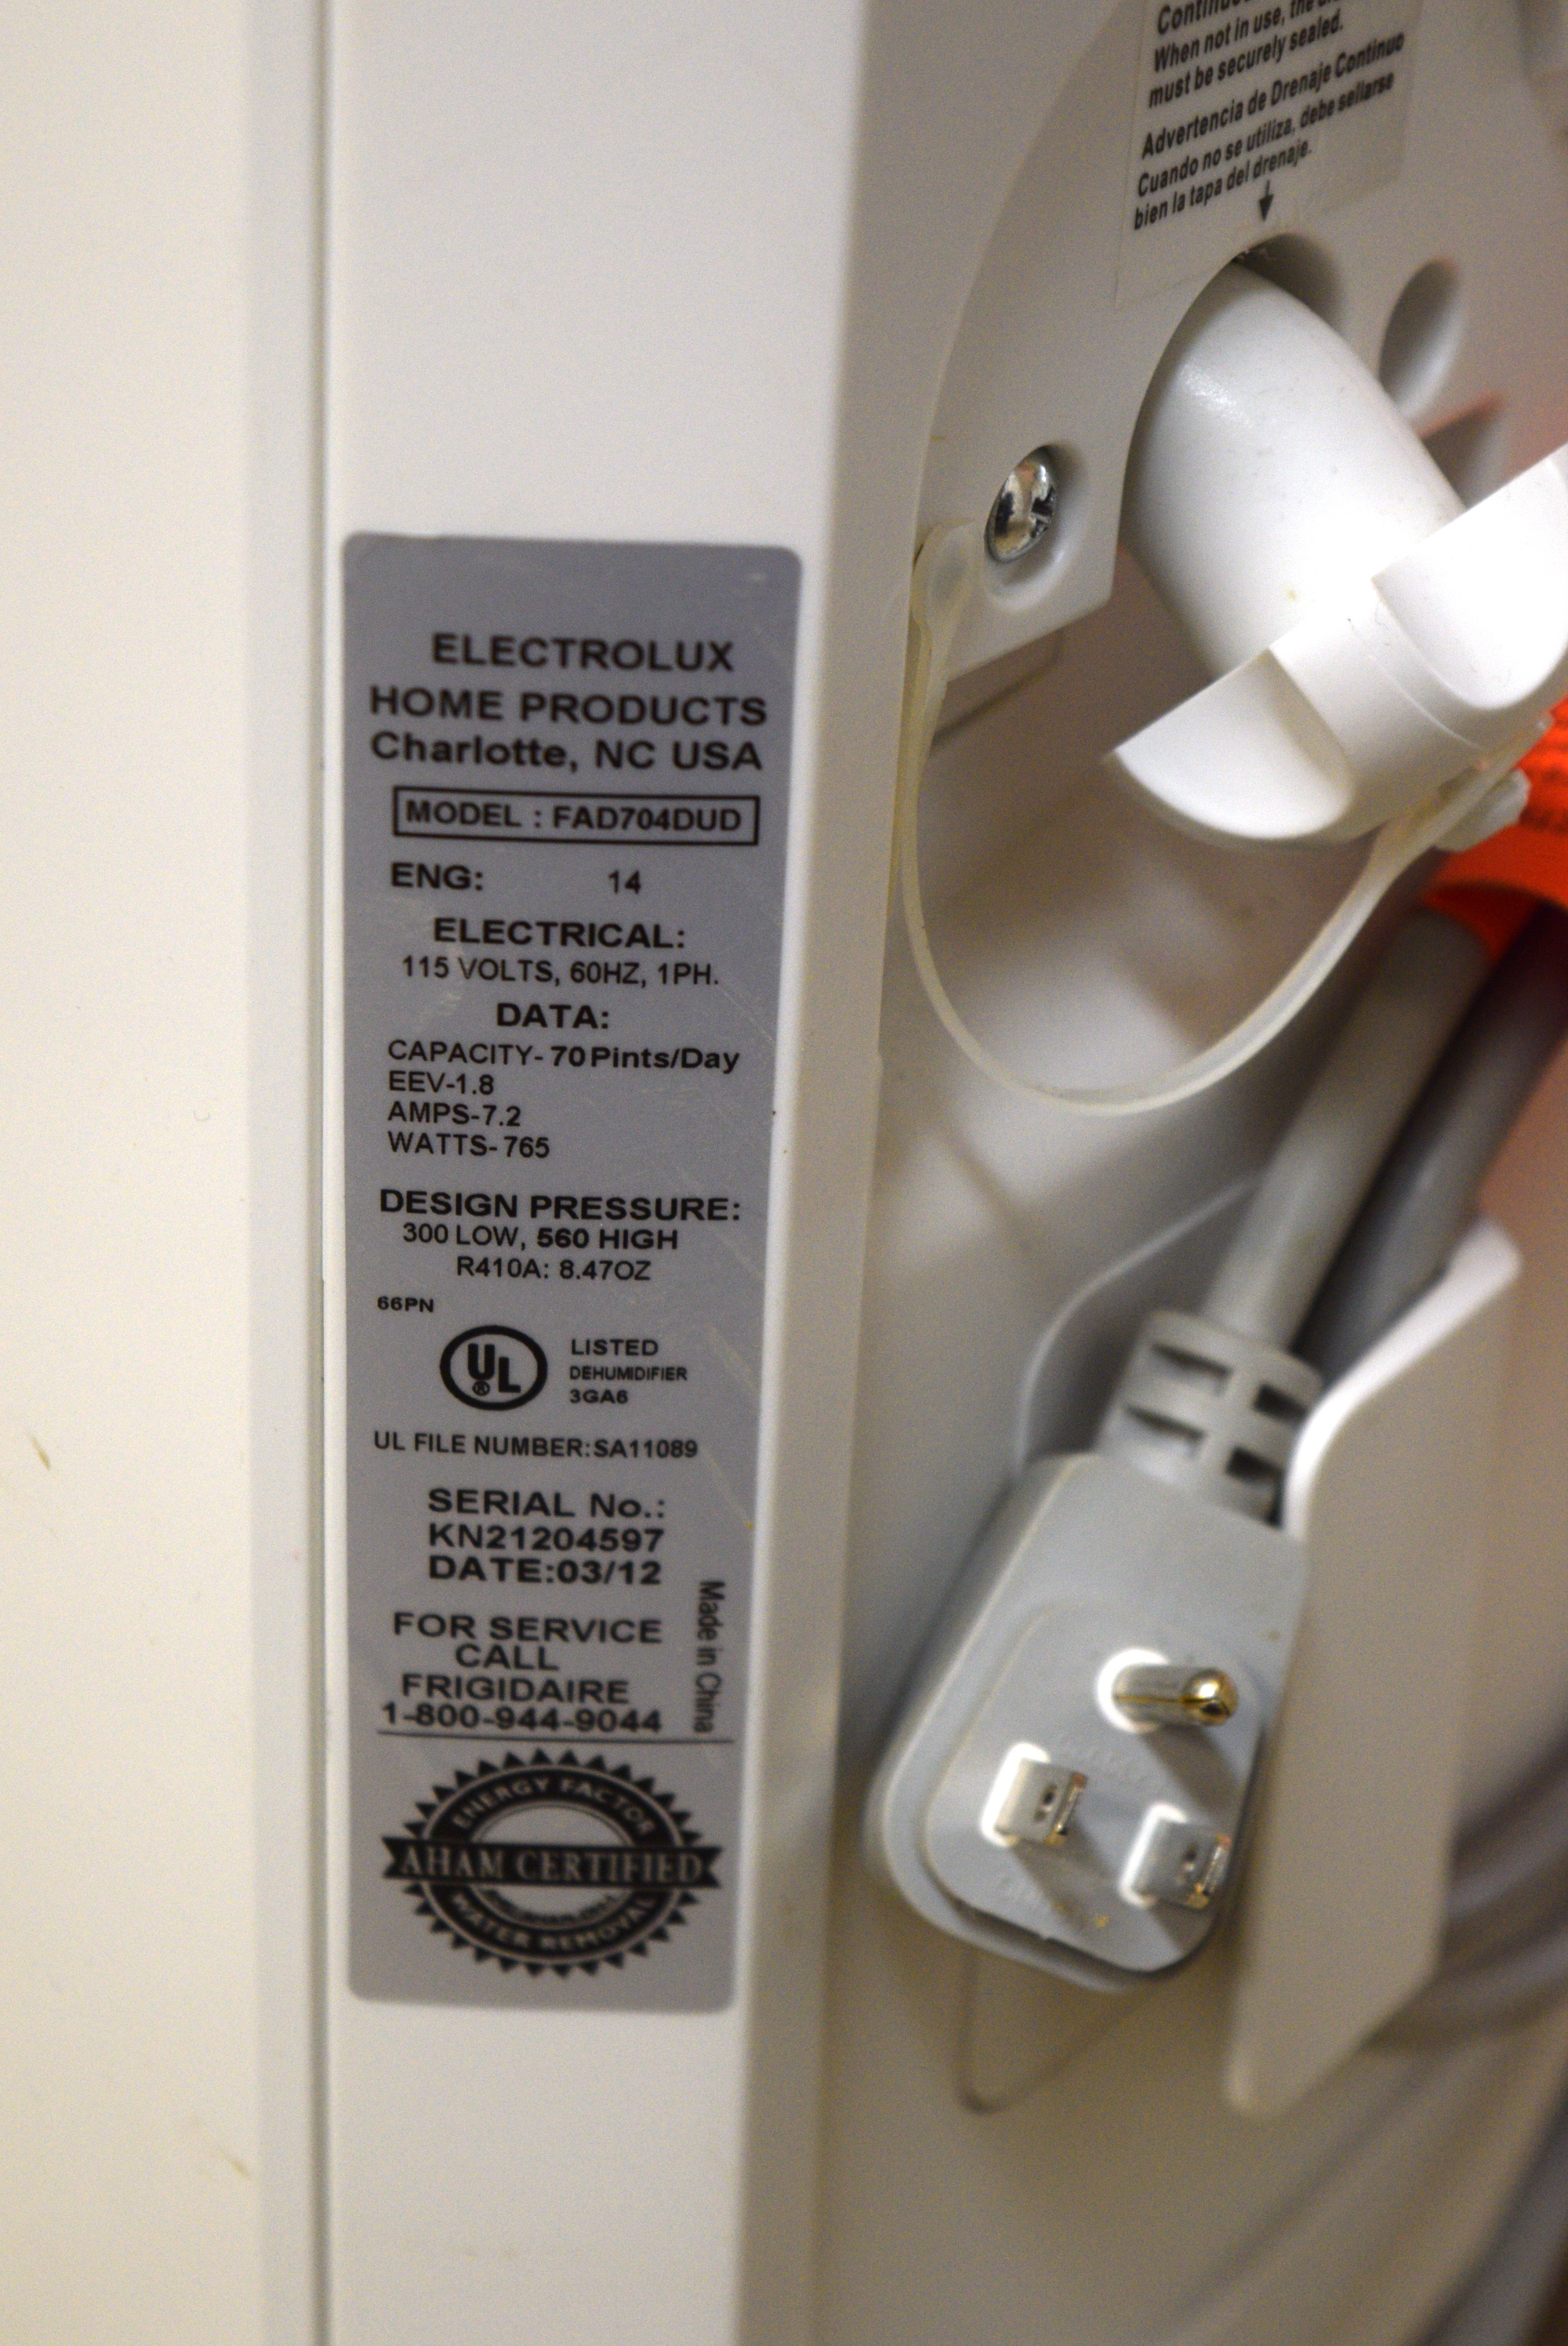 ELECTROLUX
HOME PRODUCTS
Charlotte, NC USA
MODEL : FAD704DUD
ENG: 14
ELECTRICAL:
115 VOLTS, 60HZ, 1PH.
DATA:
CAPACITY- 70 Pints/Day
EEV-1.8
AMPS-7.2
WATTS- 765
DESIGN PRESSURE:
300 LOW, 560 HIGH
R410A: 8.47OZ
66PN
UL ®
LISTED
DEHUMIDIFIER
3GA6
UL FILE NUMBER:SA11089
SERIAL No.:
KN21204597
DATE:03/12
Made in China
FOR SERVICE
CALL
FRIGIDAIRE
1-800-944-9044
ENERGY FACTOR
AHAM CERTIFIED
WATER REMOVAL
When not in use, the
must be securely sealed.
Advertencia de Drenaje Continuo
Cuando no se utiliza, debe sellarse
bien la tapa del drenaje.